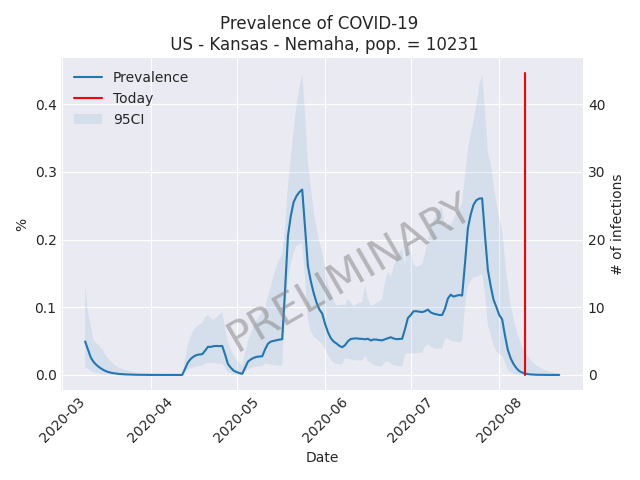 Prevalence of COVID-19
US - Kansas - Nemaha, pop. = 10231
Prevalence
Today
95CI
%
0.4
0.3
0.2
0.1
0.0
PRELIMINARY
40
30
20
10
0
# of infections
2020-03
2020-04
2020-05
2020-06
2020-07
2020-08
Date